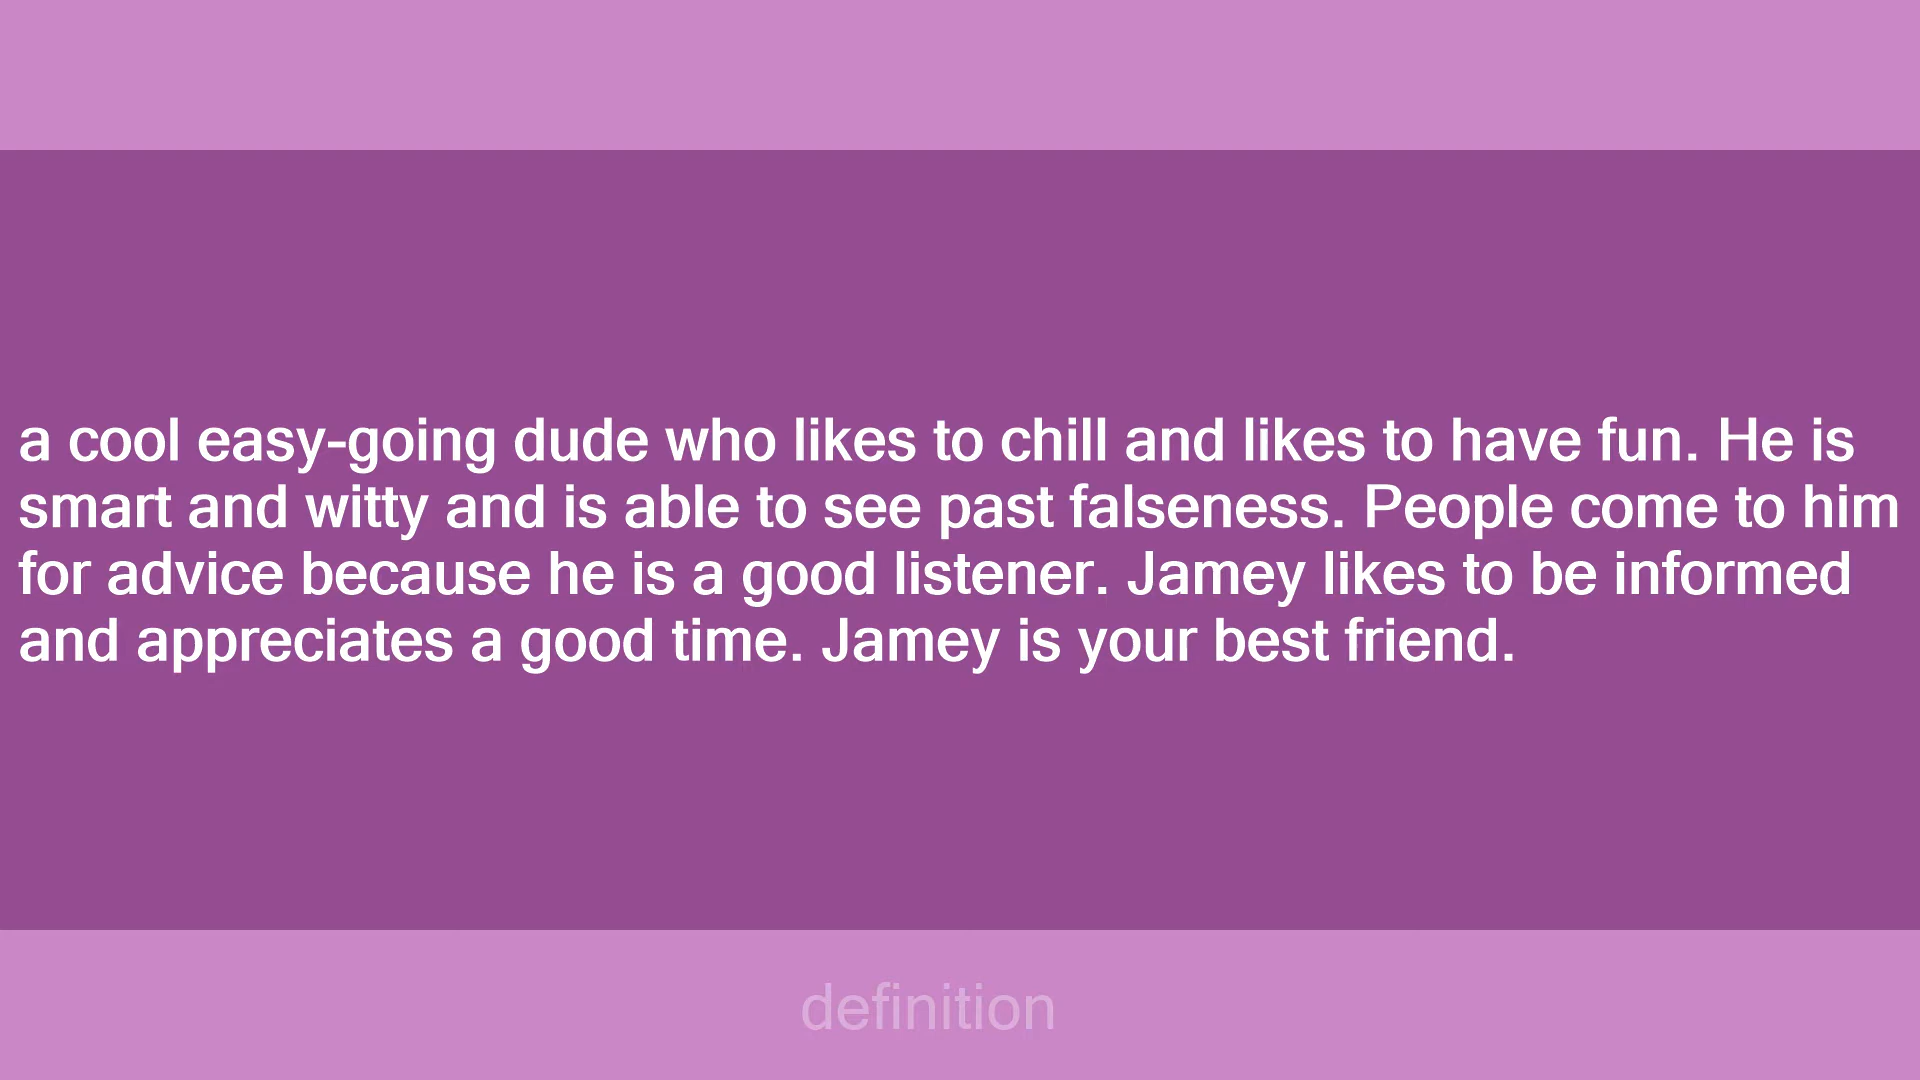 a cool easy-going dude who likes to chill and likes to have fun. He is
smart and witty and is able to see past falseness. People come to him
for advice because he is a good listener. Jamey likes to be informed
and appreciates a good time. Jamey is your best friend.
definition